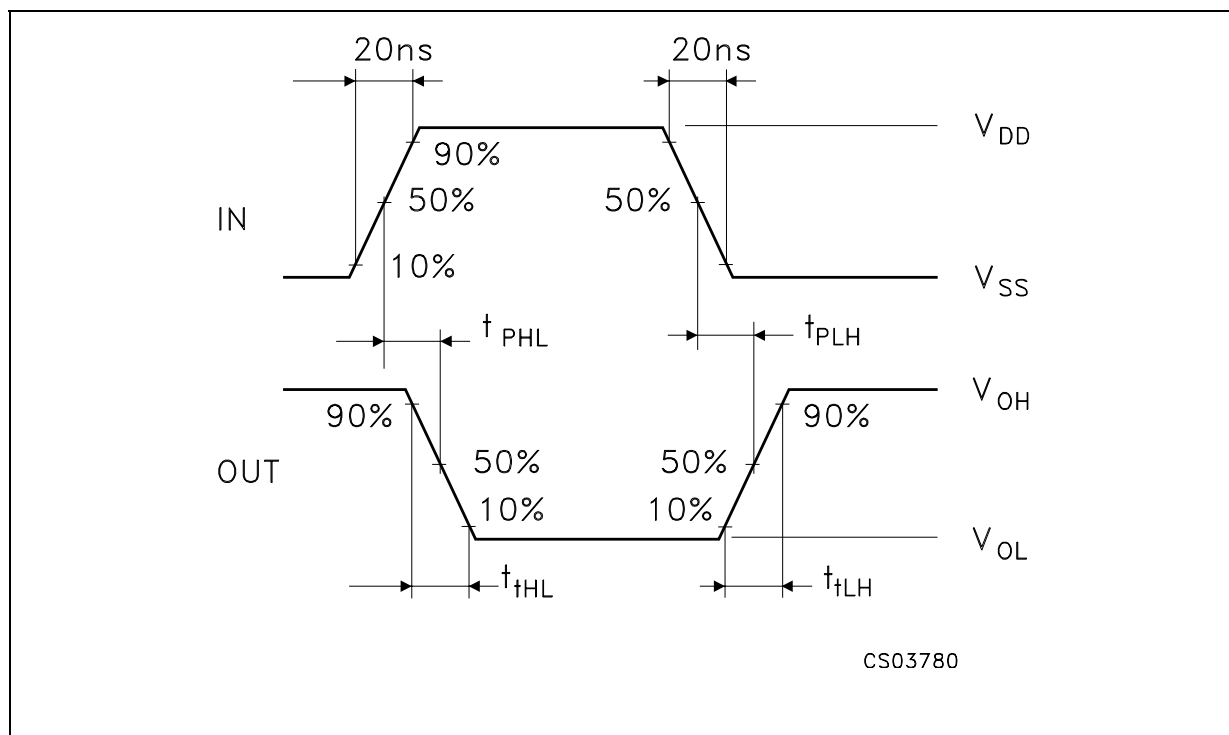 20ns 20ns
V DD
90%
IN 50% 50%
10%
V SS
t PHL t PLH
V OH
90% 90%
OUT 50% 50%
10% 10%
V OL
t tHL t tLH
CS03780